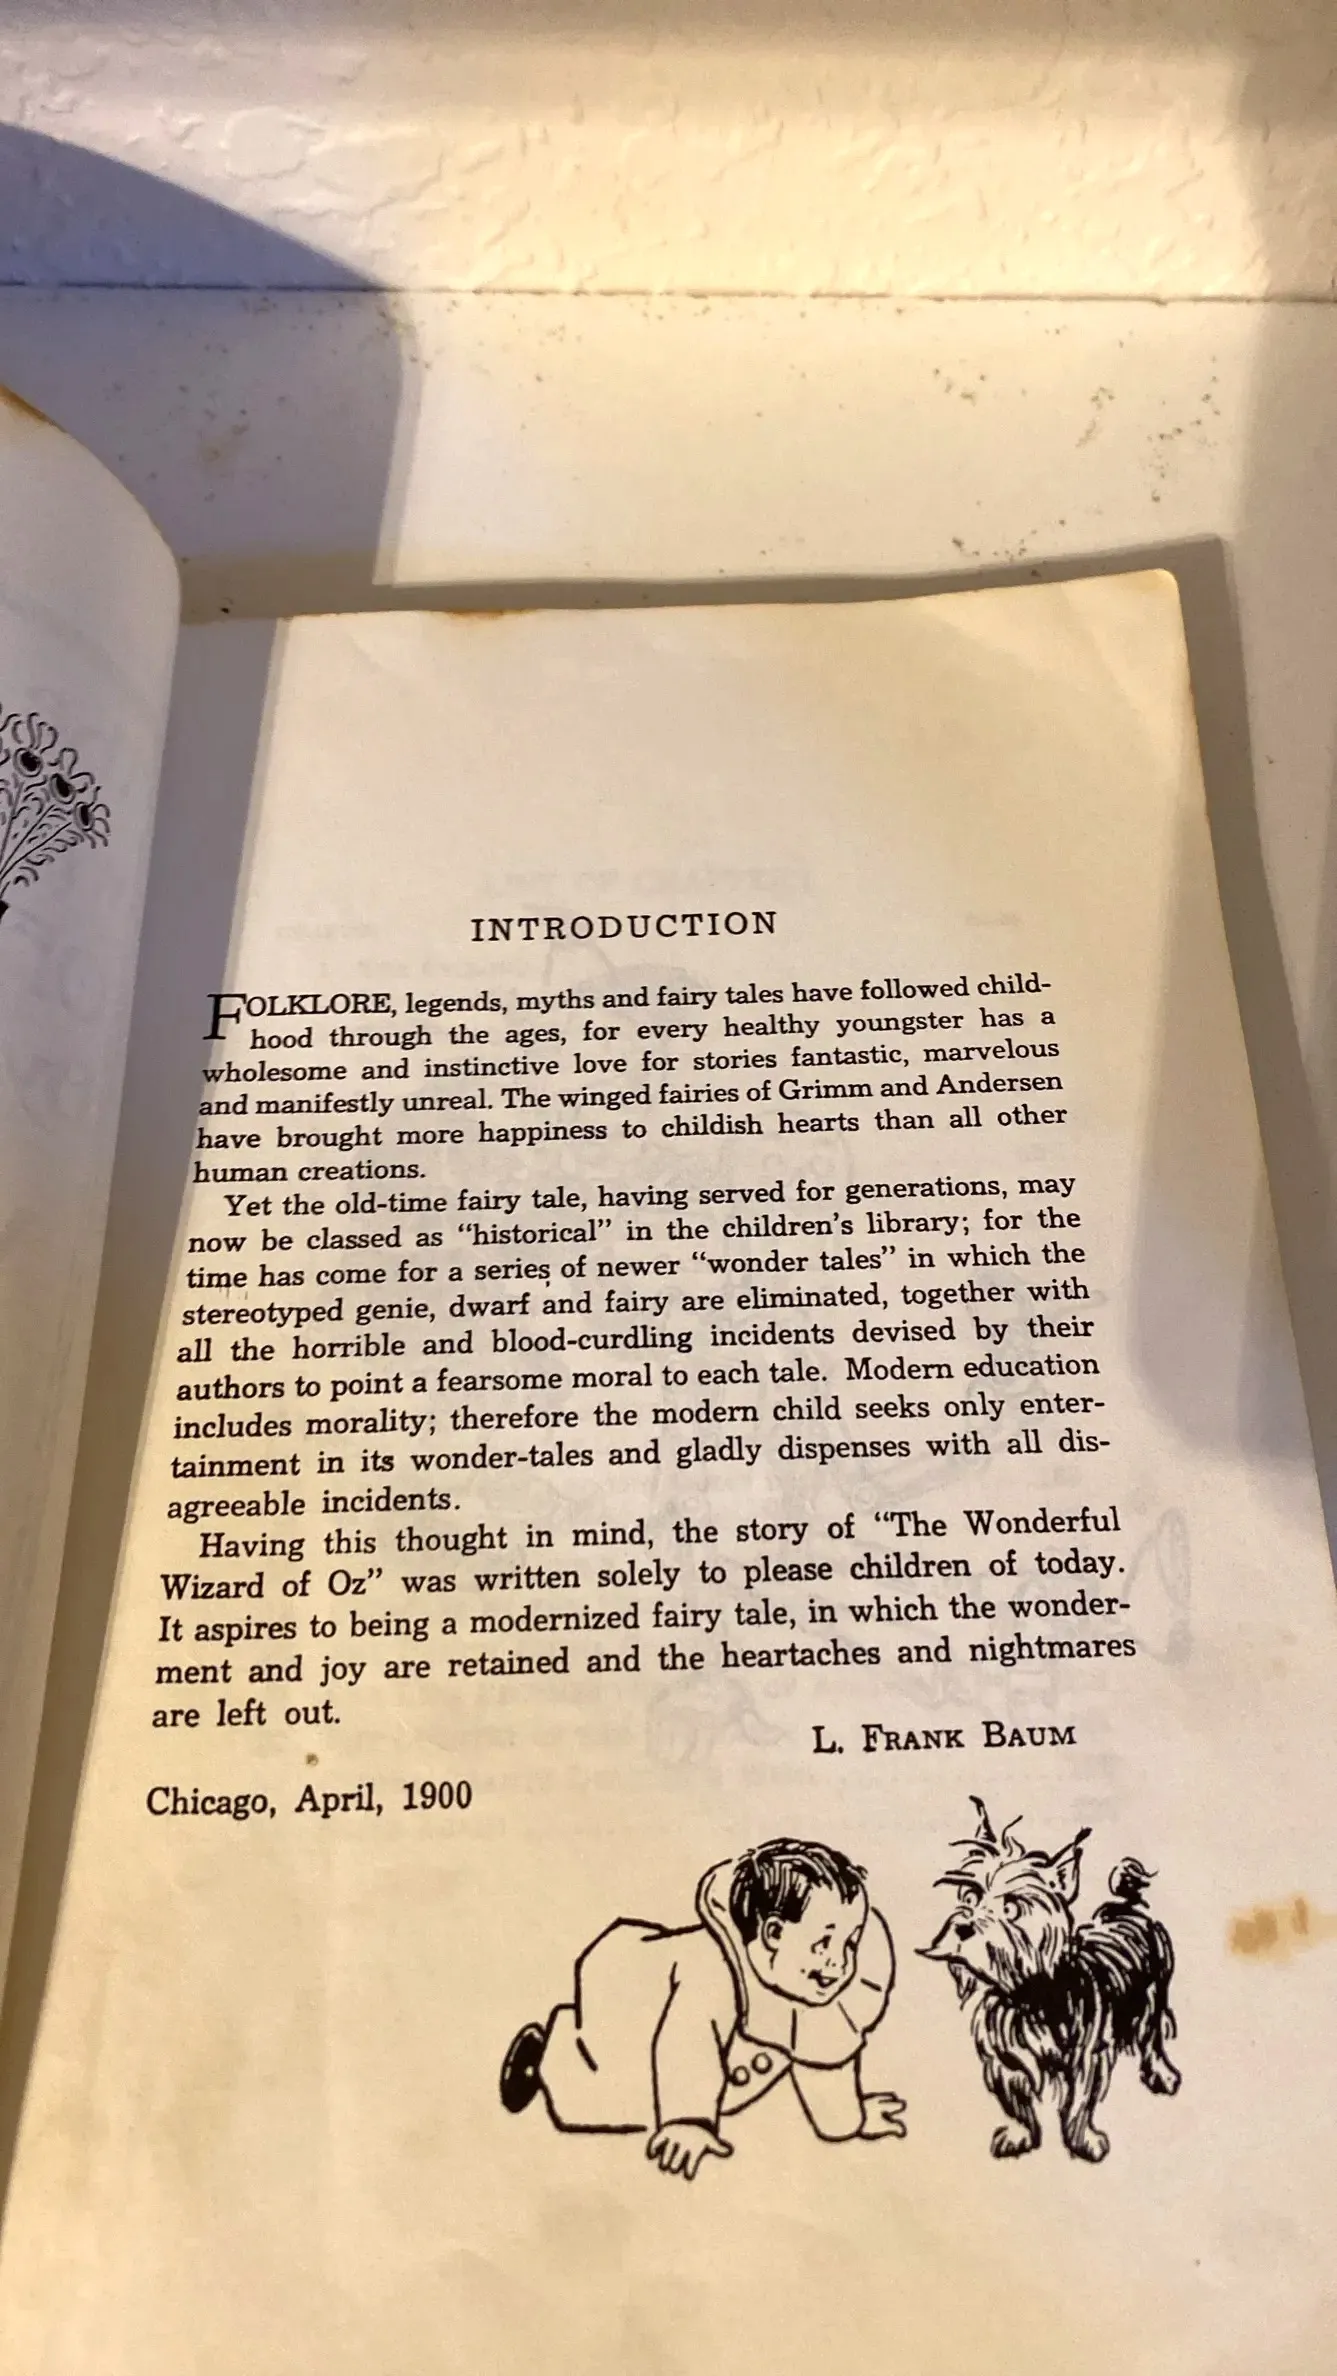 INTRODUCTION
FOLKLORE, legends, myths and fairy tales have followed child-
hood through the ages, for every healthy youngster has a
wholesome and instinctive love for stories fantastic, marvelous
and manifestly unreal. The winged fairies of Grimm and Andersen
have brought more happiness to childish hearts than all other
human creations.
Yet the old-time fairy tale, having served for generations, may
now be classed as “historical” in the children’s library; for the
time has come for a series of newer “wonder tales” in which the
stereotyped genie, dwarf and fairy are eliminated, together with
all the horrible and blood-curdling incidents devised by their
authors to point a fearsome moral to each tale. Modern education
includes morality; therefore the modern child seeks only enter-
tainment in its wonder-tales and gladly dispenses with all dis-
agreeable incidents.
Having this thought in mind, the story of “The Wonderful
Wizard of Oz” was written solely to please children of today.
It aspires to being a modernized fairy tale, in which the wonder-
ment and joy are retained and the heartaches and nightmares
are left out.
L. FRANK BAUM
Chicago, April, 1900